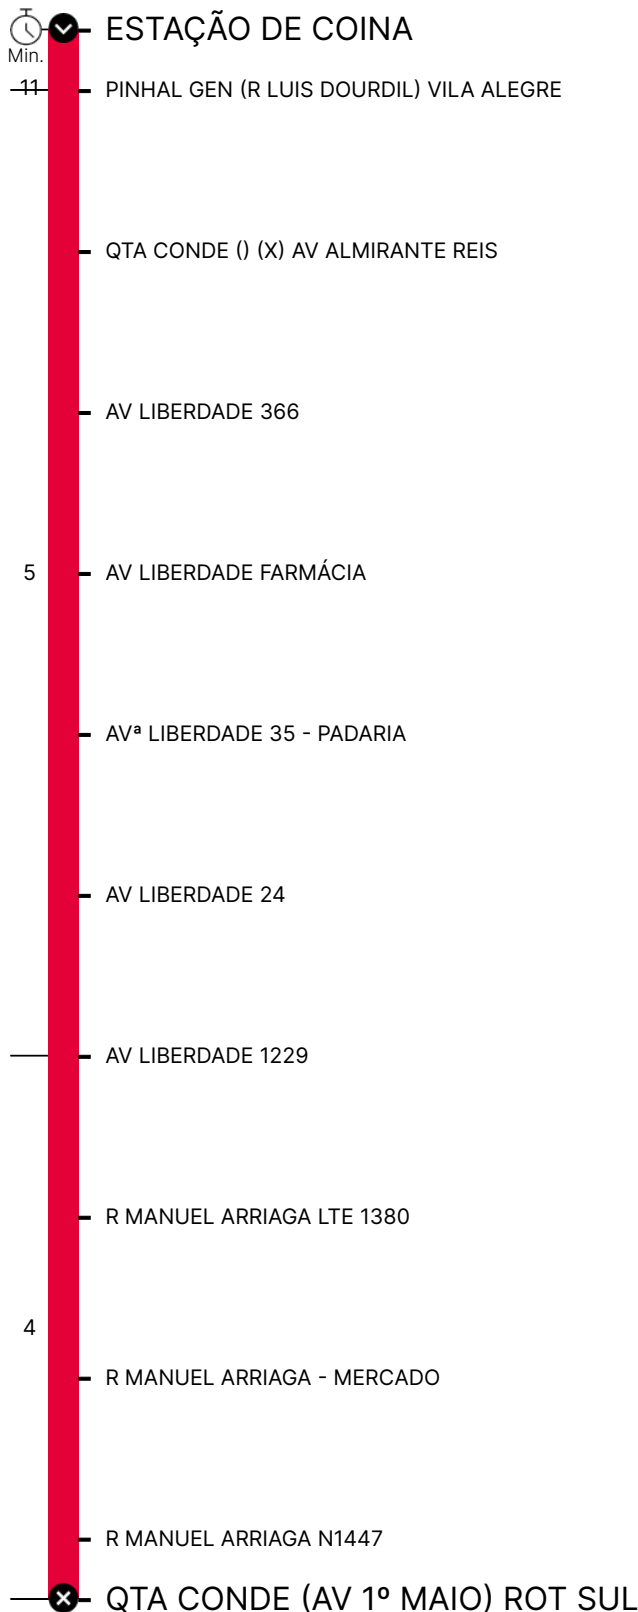 ESTAÇÃO DE COINA
Min.
11 PINHAL GEN (R LUIS DOURDIL) VILA ALEGRE
QTA CONDE () (X) AV ALMIRANTE REIS
AV LIBERDADE 366
5 AV LIBERDADE FARMÁCIA
AVª LIBERDADE 35 - PADARIA
AV LIBERDADE 24
AV LIBERDADE 1229
R MANUEL ARRIAGA LTE 1380
4
R MANUEL ARRIAGA - MERCADO
R MANUEL ARRIAGA N1447
QTA CONDE (AV 1º MAIO) ROT SUL